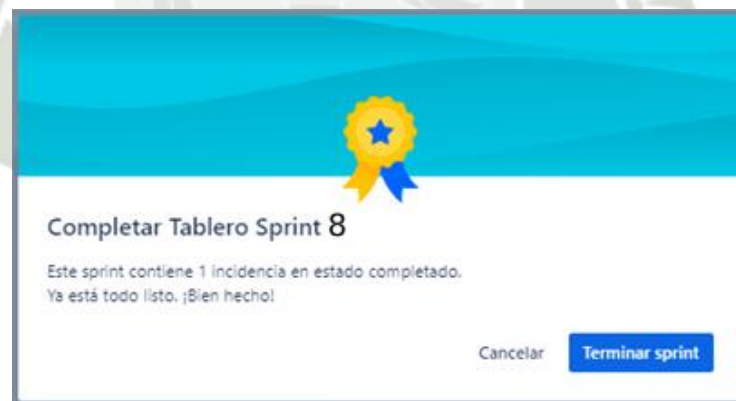 Completar Tablero Sprint 8
Este sprint contiene 1 incidencia en estado completado.
Ya está todo listo. ¡Bien hecho!
Cancelar Terminar sprint